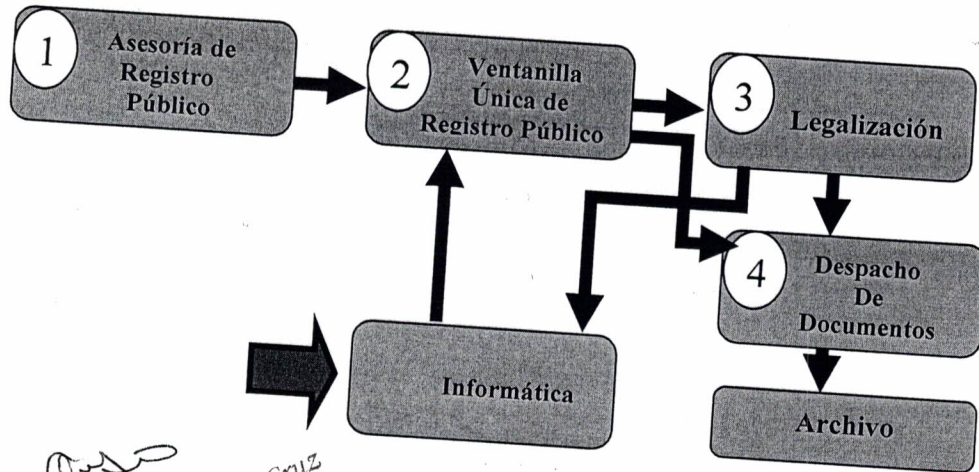 1
Asesoría de
Registro
Público
2
Ventanilla
Única de
Registro Público
3
Legalización
4
Despacho
De
Documentos
Informática
Archivo